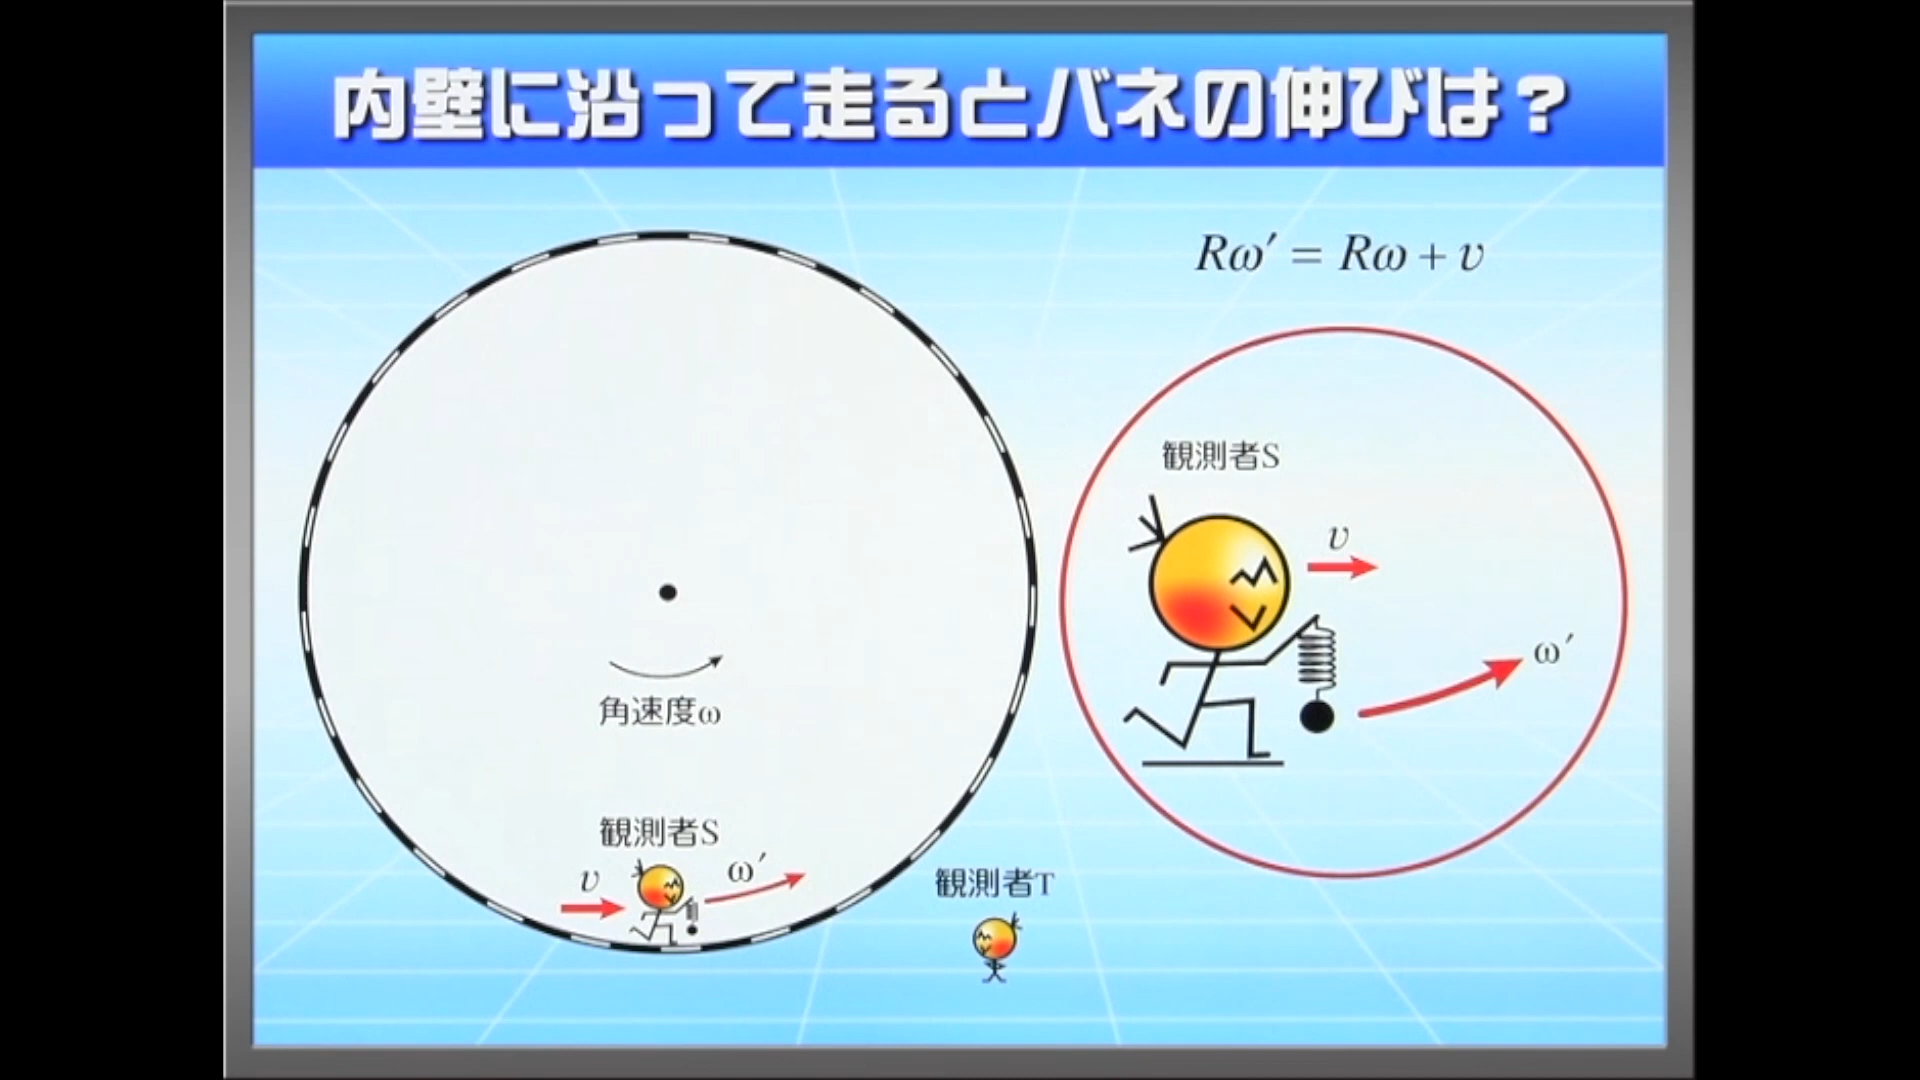 内壁に沿って走るとバネの伸びは？
Rω′ = Rω + v
観測者S
v
ω′
角速度ω
観測者S
v
ω′
観測者T